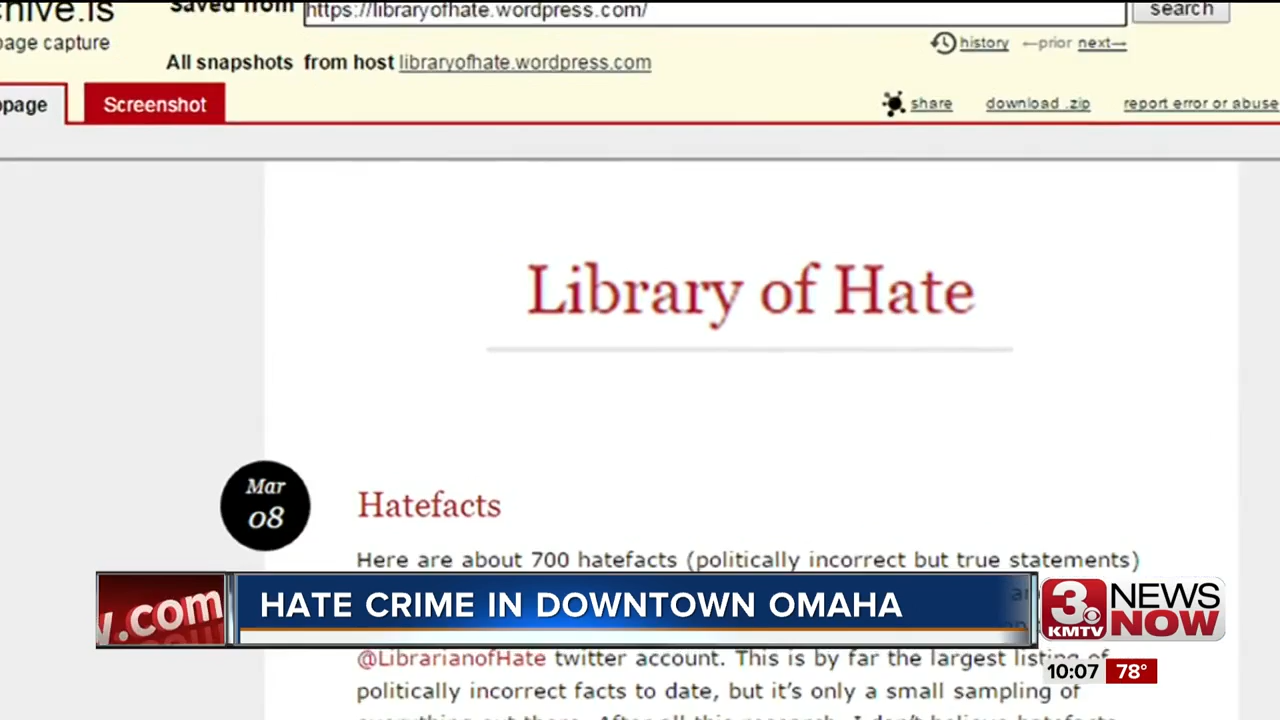 chive.is
Saved from
https://libraryofhate.wordpress.com/
search
page capture
history
←prior next→
All snapshots from host libraryofhate.wordpress.com
Screenshot
share
download .zip
report error or abuse
Library of Hate
Mar
08
Hatefacts
Here are about 700 hatefacts (politically incorrect but true statements)
.com
HATE CRIME IN DOWNTOWN OMAHA
3
KMTV
NEWS
NOW
@LibrarianofHate twitter account. This is by far the largest listing of
10:07 78°
politically incorrect facts to date, but it’s only a small sampling of